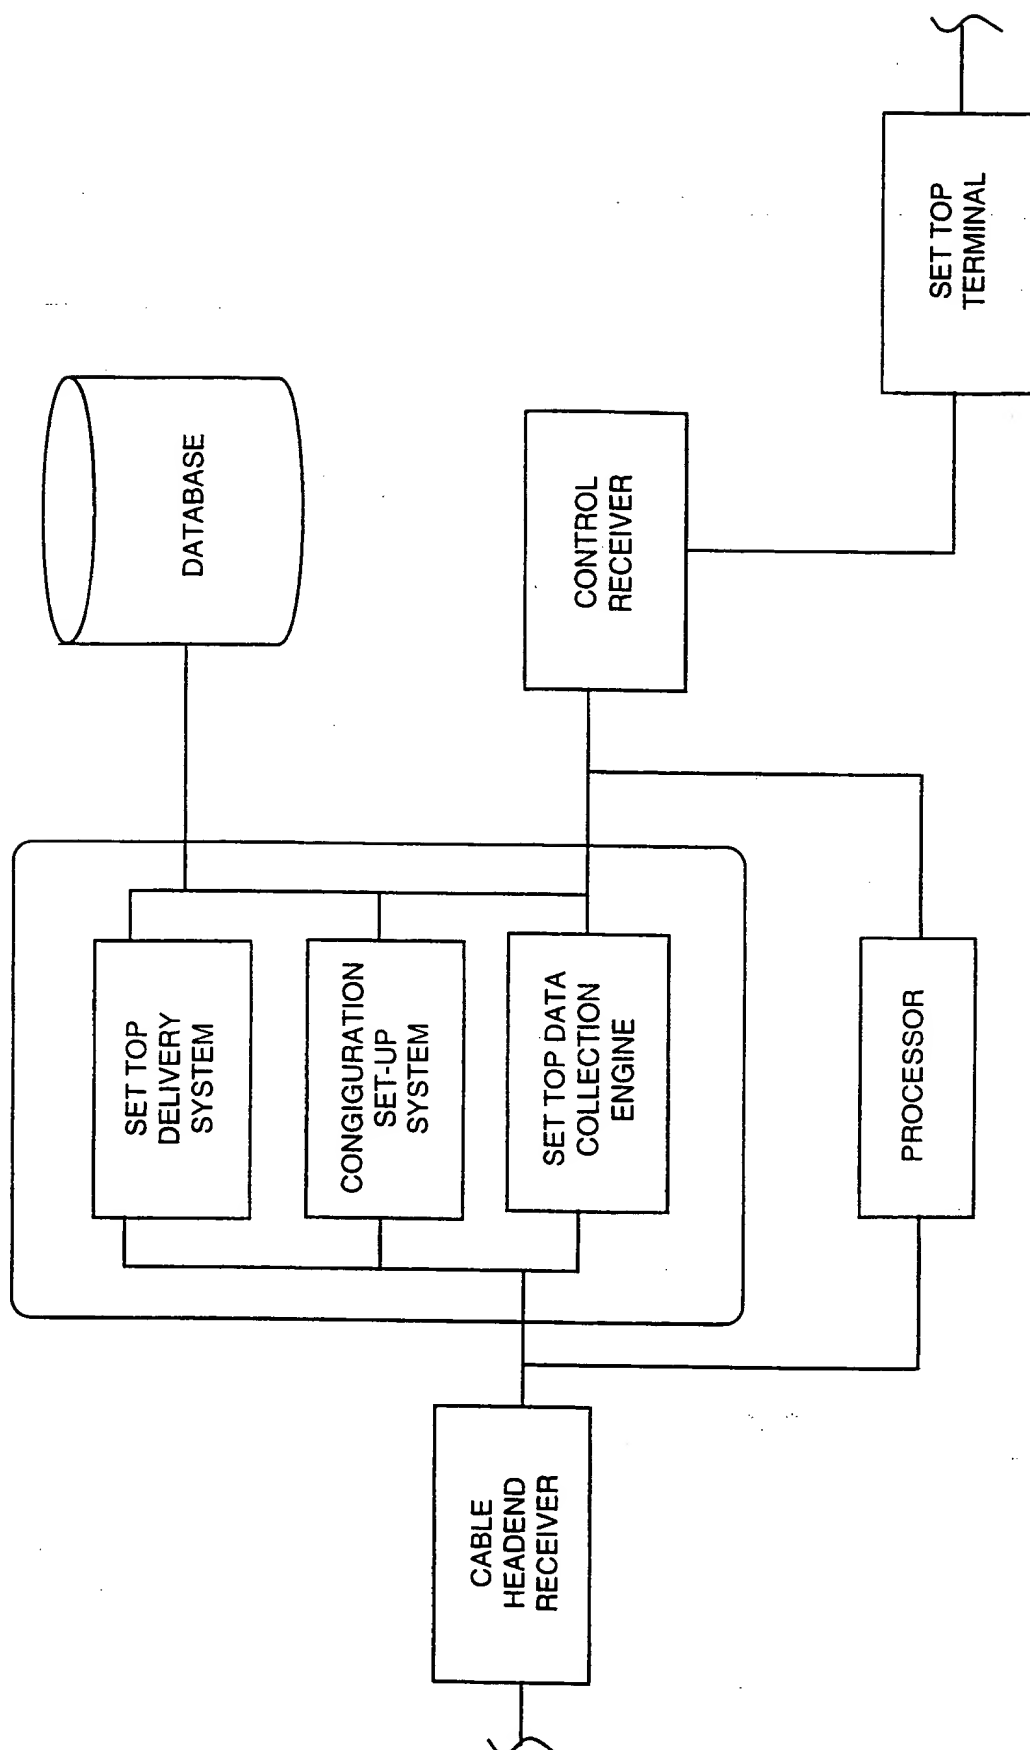 DATABASE
SET TOP
DELIVERY
SYSTEM
CONGIGURATION
SET-UP
SYSTEM
SET TOP DATA
COLLECTION
ENGINE
CABLE
HEADEND
RECEIVER
CONTROL
RECEIVER
PROCESSOR
SET TOP
TERMINAL